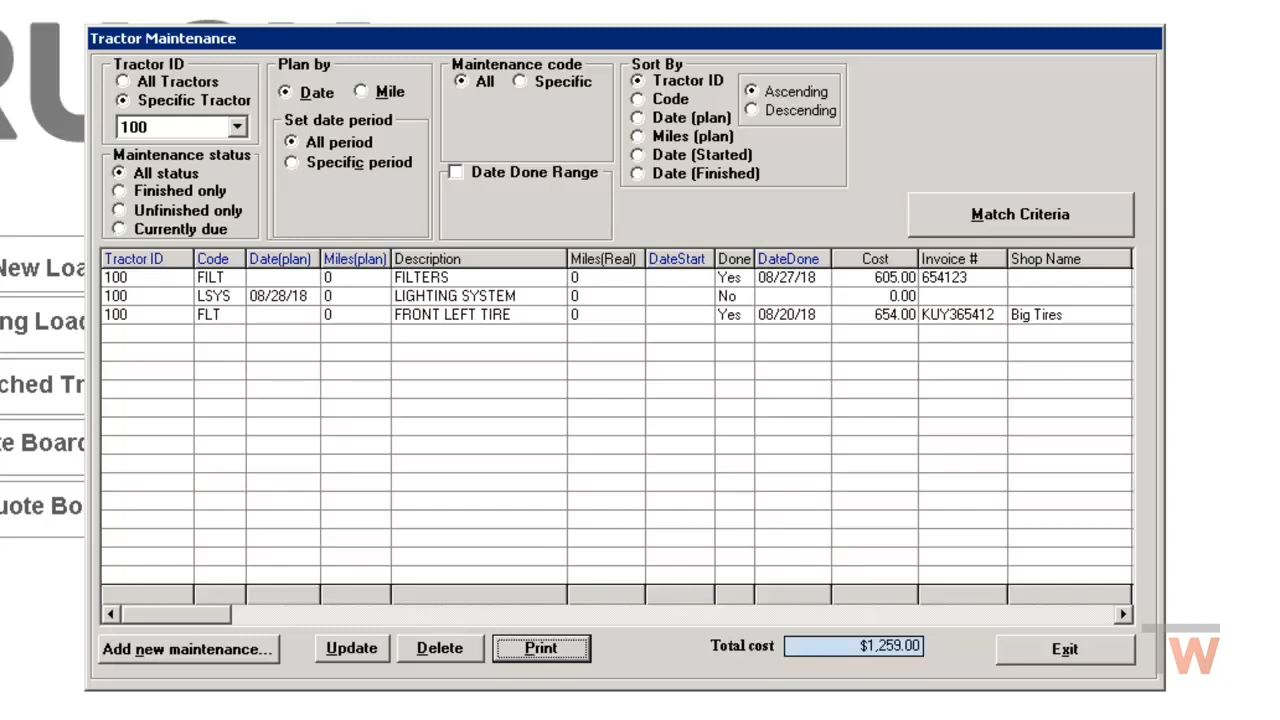 Tractor Maintenance
Tractor ID
All Tractors
Specific Tractor
100
Maintenance status
All status
Finished only
Unfinished only
Currently due
Plan by
Date
Mile
Set date period
All period
Specific period
Maintenance code
All
Specific
Date Done Range
Sort By
Tractor ID
Code
Date (plan)
Miles (plan)
Date (Started)
Date (Finished)
Ascending
Descending
Match Criteria
Tractor ID Code Date(plan) Miles(plan) Description Miles(Real) DateStart Done DateDone Cost Invoice # Shop Name
100 FILT 0 FILTERS 0 Yes 08/27/18 605.00 654123
100 LSYS 08/28/18 0 LIGHTING SYSTEM 0 No 0.00
100 FLT 0 FRONT LEFT TIRE 0 Yes 08/20/18 654.00 KUY365412 Big Tires
Add new maintenance...
Update
Delete
Print
Total cost
$1,259.00
Exit
New Loa
ng Load
ched Tr
te Board
uote Bo
W